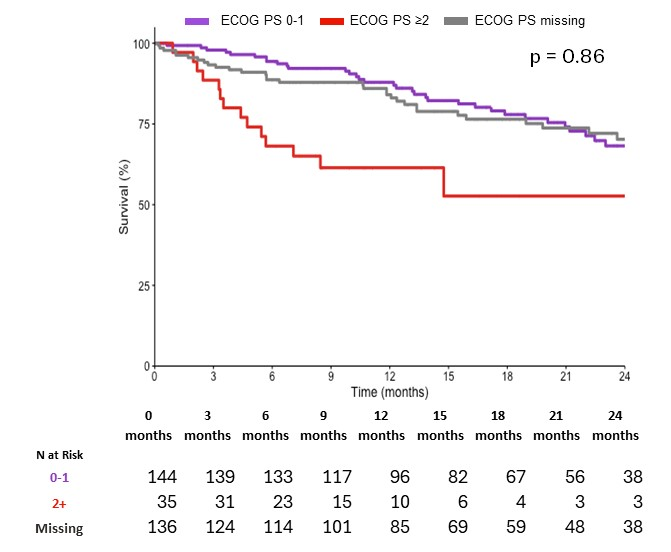 ECOG PS 0-1 ECOG PS ≥2 ECOG PS missing
p = 0.86
100
75
50
25
0
Survival (%)
0 3 6 9 12 15 18 21 24
Time (months)
0 3 6 9 12 15 18 21 24
months months months months months months months months months
N at Risk
0-1 144 139 133 117 96 82 67 56 38
2+ 35 31 23 15 10 6 4 3 3
Missing 136 124 114 101 85 69 59 48 38